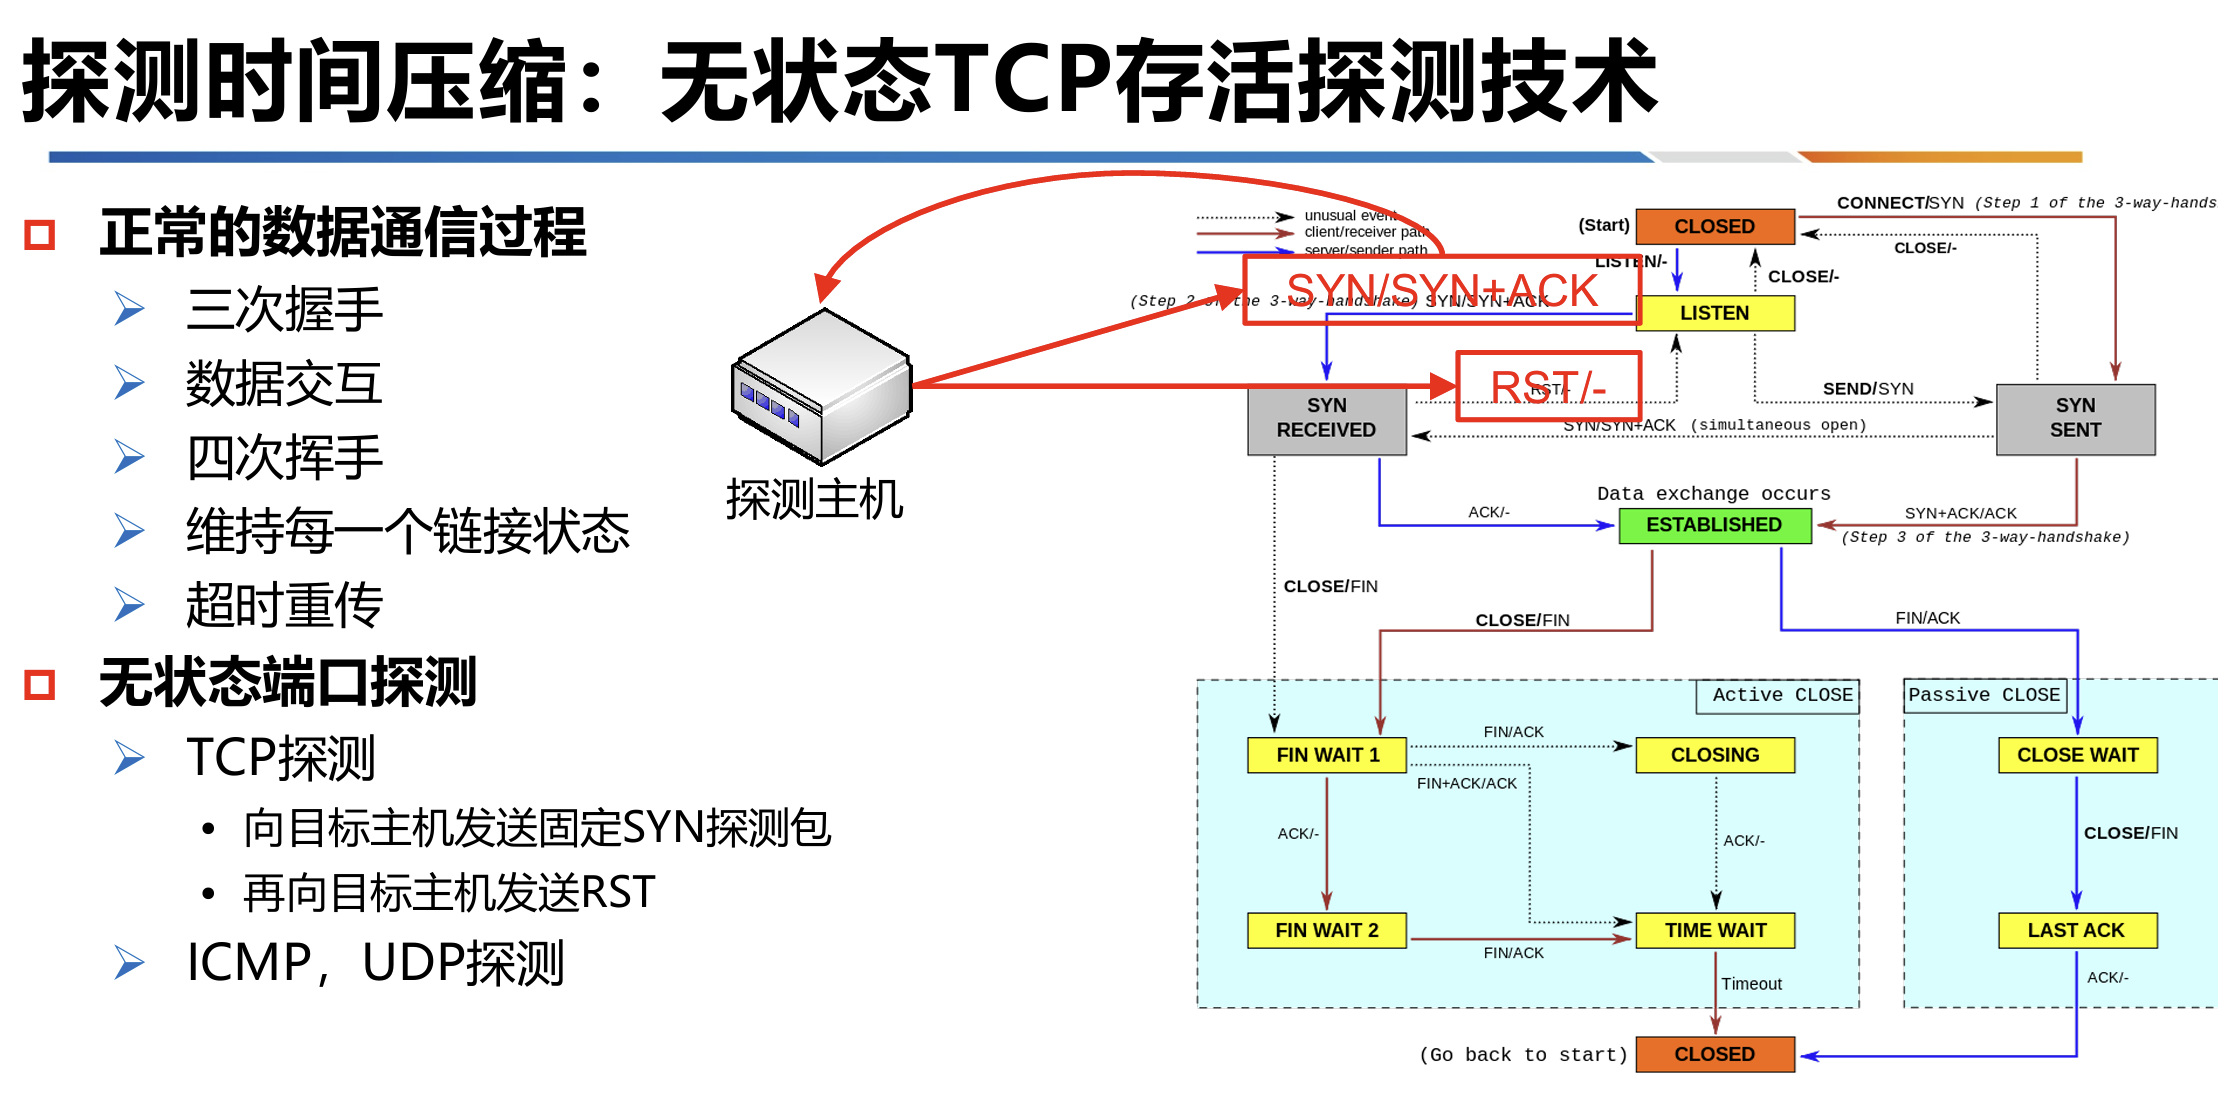 探测时间压缩：无状态TCP存活探测技术
正常的数据通信过程
三次握手
数据交互
四次挥手
维持每一个链接状态
超时重传
无状态端口探测
TCP探测
• 向目标主机发送固定SYN探测包
• 再向目标主机发送RST
ICMP，UDP探测
探测主机
unusual event
client/receiver path
server/sender path
(Start)
CLOSED
CONNECT/SYN (Step 1 of the 3-way-hands
CLOSE/-
LISTEN/-
CLOSE/-
SYN/SYN+ACK
(Step 2 of the 3-way-handshake) SYN/SYN+ACK
LISTEN
RST/-
RST/-
SEND/SYN
SYN
RECEIVED
SYN
SENT
SYN/SYN+ACK (simultaneous open)
Data exchange occurs
ACK/-
ESTABLISHED
SYN+ACK/ACK
(Step 3 of the 3-way-handshake)
CLOSE/FIN
CLOSE/FIN
FIN/ACK
Active CLOSE
Passive CLOSE
FIN WAIT 1
FIN/ACK
CLOSING
CLOSE WAIT
FIN+ACK/ACK
ACK/-
ACK/-
CLOSE/FIN
FIN WAIT 2
TIME WAIT
LAST ACK
FIN/ACK
Timeout
ACK/-
(Go back to start)
CLOSED